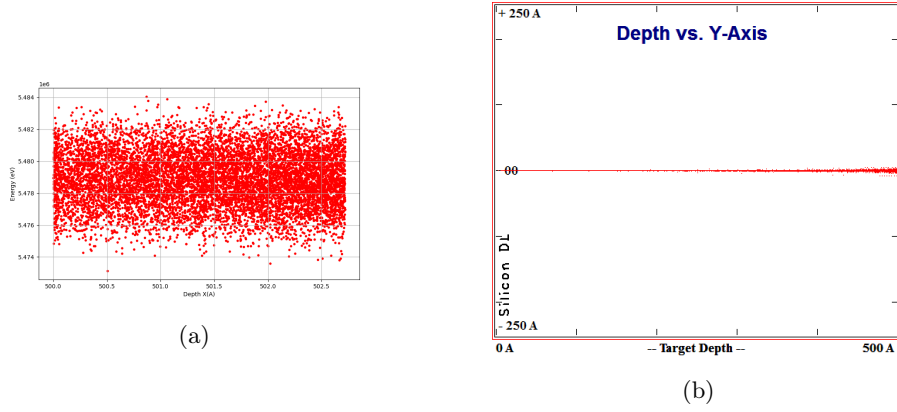 1e6
5.484
5.482
5.480
5.478
5.476
5.474
Energy (eV)
500.0 500.5 501.0 501.5 502.0 502.5
Depth X(A)
(a)
+ 250 A
Depth vs. Y-Axis
00
Silicon DL
- 250 A
0 A -- Target Depth -- 500 A
(b)